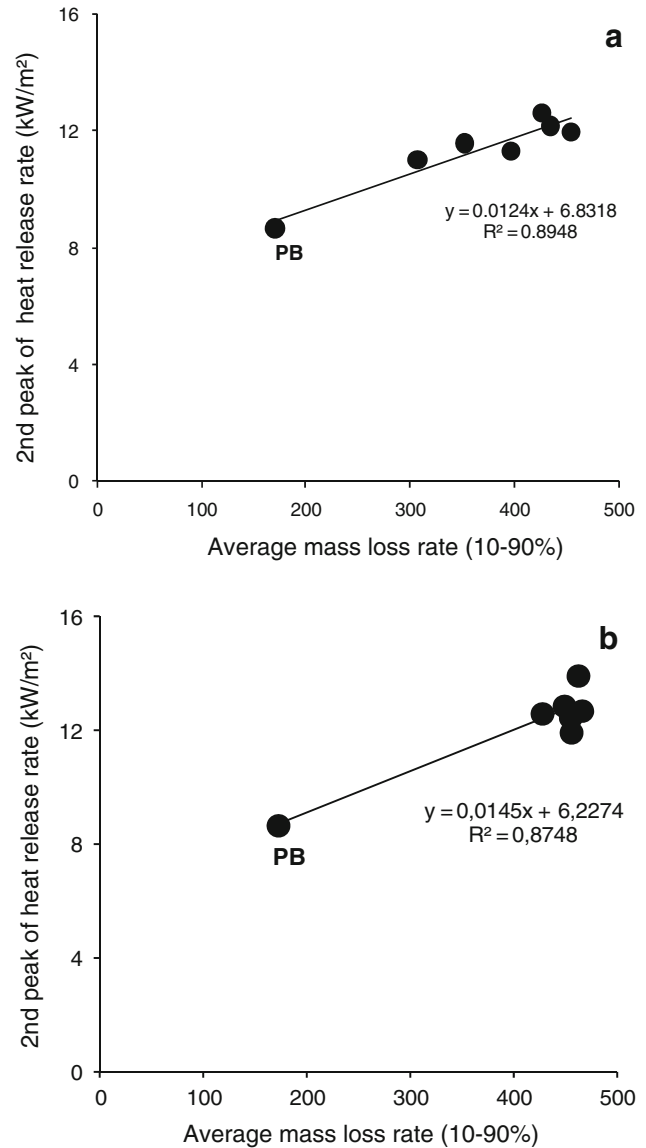 a
16
12
8
4
0
2nd peak of heat release rate (kW/m²)
PB
y = 0.0124x + 6.8318
R² = 0.8948
0 100 200 300 400 500
Average mass loss rate (10-90%)
b
16
12
8
4
0
2nd peak of heat release rate (kW/m²)
PB
y = 0,0145x + 6,2274
R² = 0,8748
0 100 200 300 400 500
Average mass loss rate (10-90%)